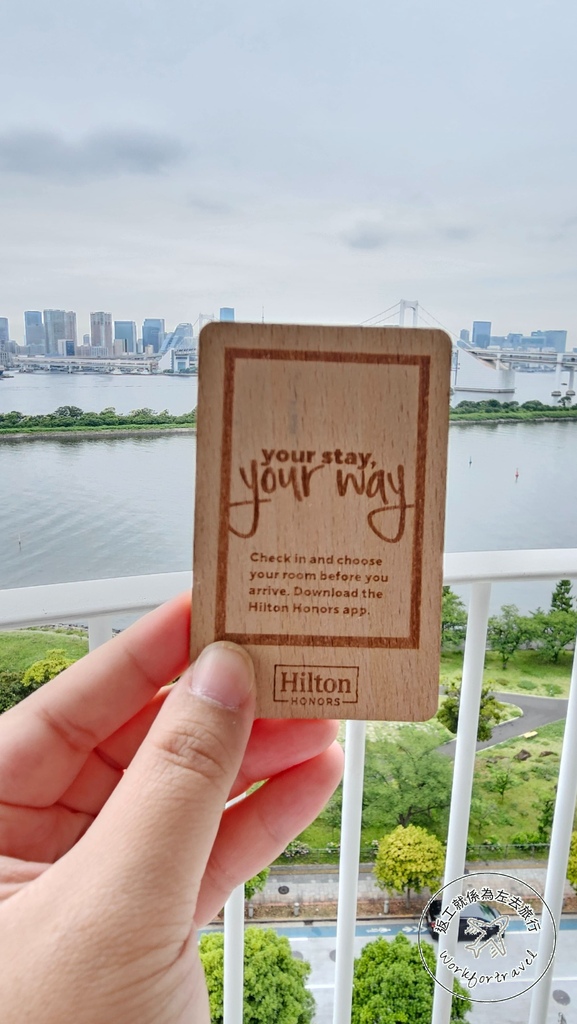 your stay,
your way
Check in and choose
your room before you
arrive. Download the
Hilton Honors app.
Hilton
HONORS
返工就係為左去旅行
Workfortravel